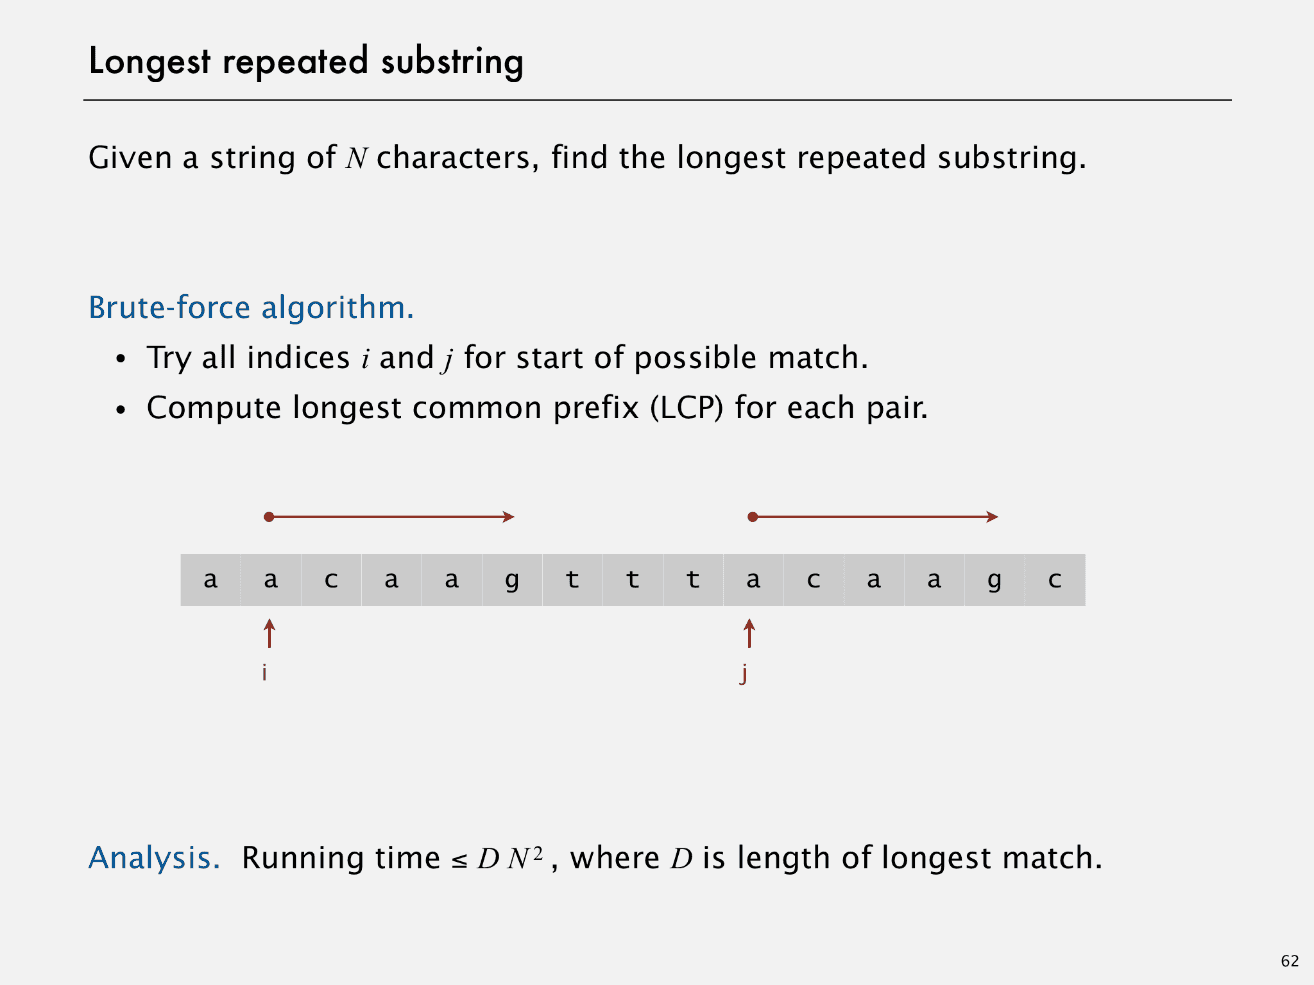 Longest repeated substring
Given a string of N characters, find the longest repeated substring.
Brute-force algorithm.
• Try all indices i and j for start of possible match.
• Compute longest common prefix (LCP) for each pair.
a a c a a g t t t a c a a g c
i j
Analysis. Running time ≤ D N², where D is length of longest match.
62